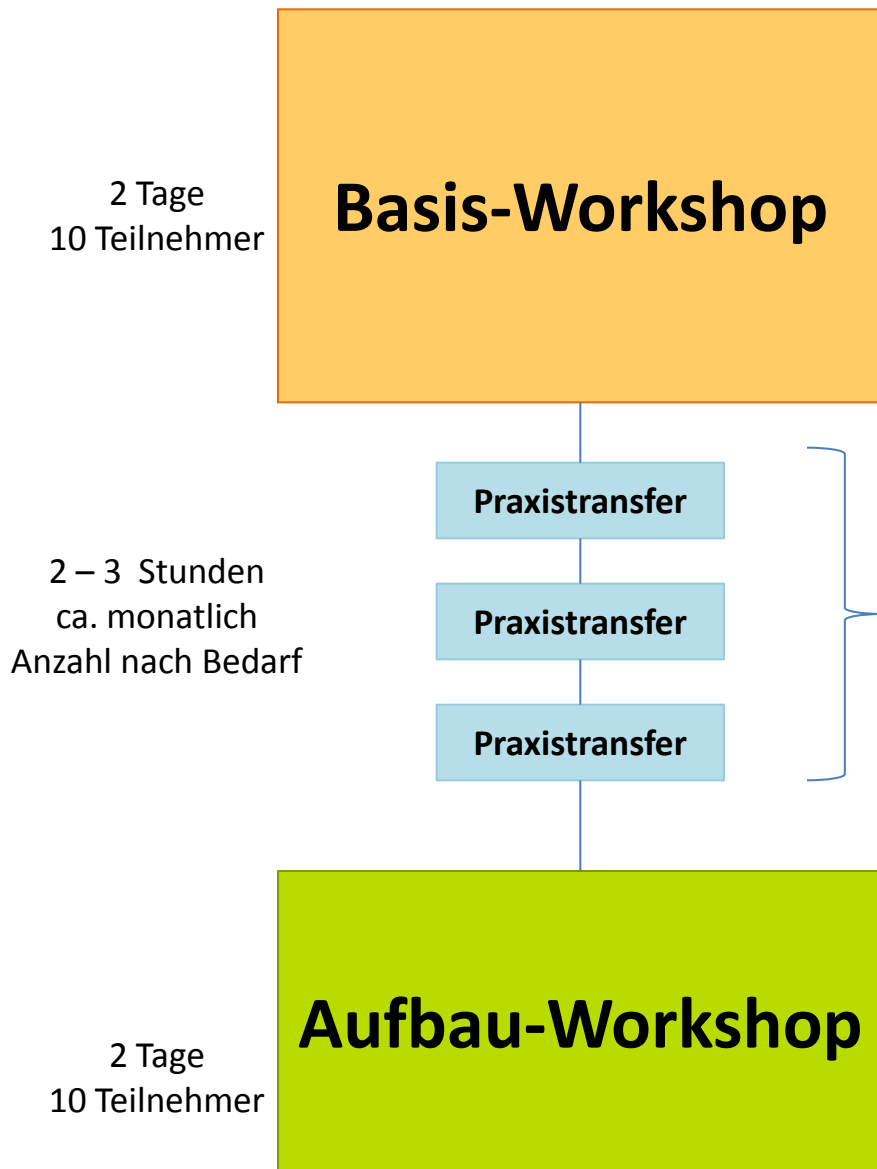 2 Tage
10 Teilnehmer
Basis-Workshop
Praxistransfer
2 – 3  Stunden
ca. monatlich
Anzahl nach Bedarf
Praxistransfer
Praxistransfer
Aufbau-Workshop
2 Tage
10 Teilnehmer